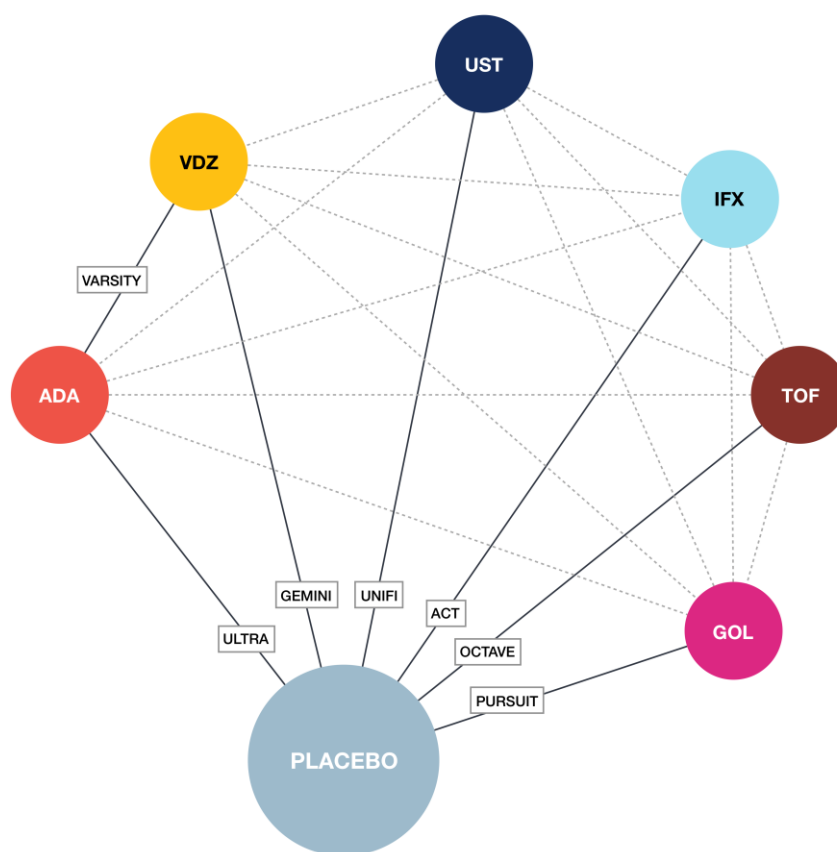 UST
VDZ
IFX
VARSITY
ADA
TOF
GEMINI
UNIFI
ACT
ULTRA
GOL
OCTAVE
PURSUIT
PLACEBO